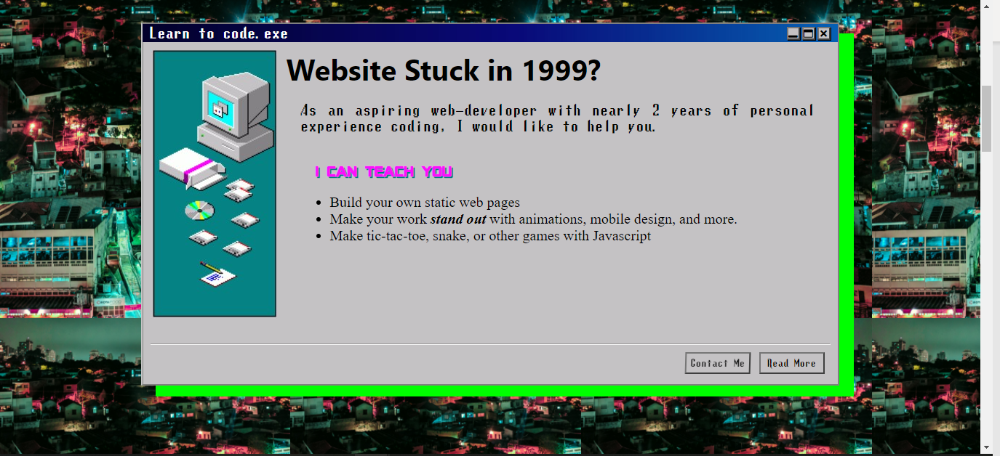 Learn to code.exe
Website Stuck in 1999?
As an aspiring web-developer with nearly 2 years of personal
experience coding, I would like to help you.
I CAN TEACH YOU
Build your own static web pages
Make your work stand out with animations, mobile design, and more.
Make tic-tac-toe, snake, or other games with Javascript
Contact Me
Read More